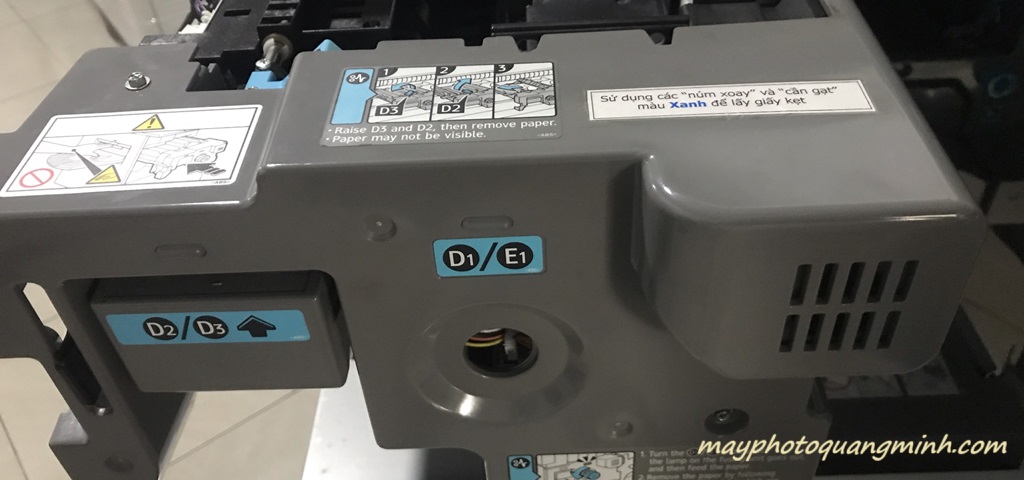 1 2 3
D3 D2
• Raise D3 and D2, then remove paper.
• Paper may not be visible.
Sử dụng các "núm xoay" và "cần gạt"
màu Xanh để lấy giấy kẹt
D1/E1
D2/D3
mayphotoquangminh.com
1. Turn the
the lamp on the
and then feed the paper.
2 Remove the paper by following